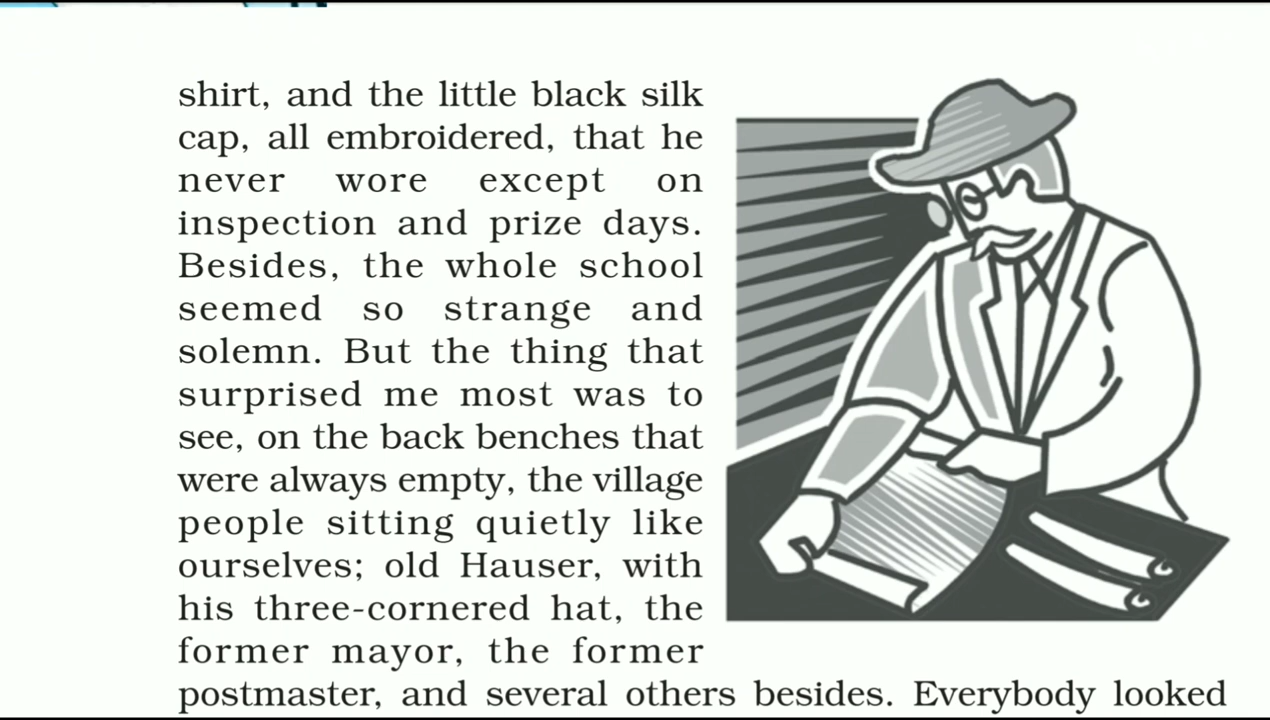 shirt, and the little black silk
cap, all embroidered, that he
never wore except on
inspection and prize days.
Besides, the whole school
seemed so strange and
solemn. But the thing that
surprised me most was to
see, on the back benches that
were always empty, the village
people sitting quietly like
ourselves; old Hauser, with
his three-cornered hat, the
former mayor, the former
postmaster, and several others besides. Everybody looked